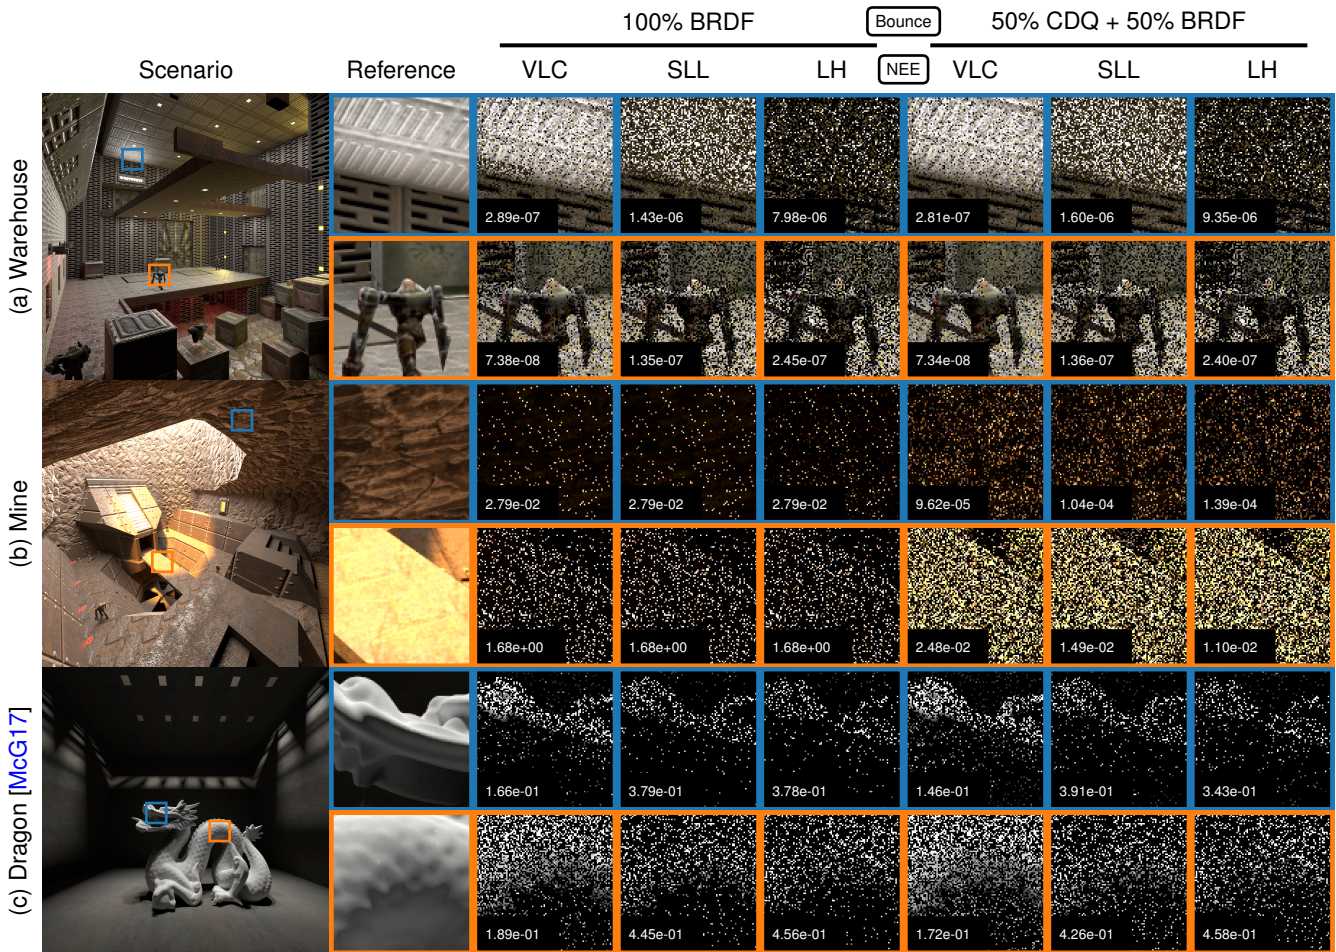 100% BRDF Bounce 50% CDQ + 50% BRDF
Scenario Reference VLC SLL LH NEE VLC SLL LH
(a) Warehouse
2.89e-07 1.43e-06 7.98e-06 2.81e-07 1.60e-06 9.35e-06
7.38e-08 1.35e-07 2.45e-07 7.34e-08 1.36e-07 2.40e-07
(b) Mine
2.79e-02 2.79e-02 2.79e-02 9.62e-05 1.04e-04 1.39e-04
1.68e+00 1.68e+00 1.68e+00 2.48e-02 1.49e-02 1.10e-02
(c) Dragon [McG17]
1.66e-01 3.79e-01 3.78e-01 1.46e-01 3.91e-01 3.43e-01
1.89e-01 4.45e-01 4.56e-01 1.72e-01 4.26e-01 4.58e-01